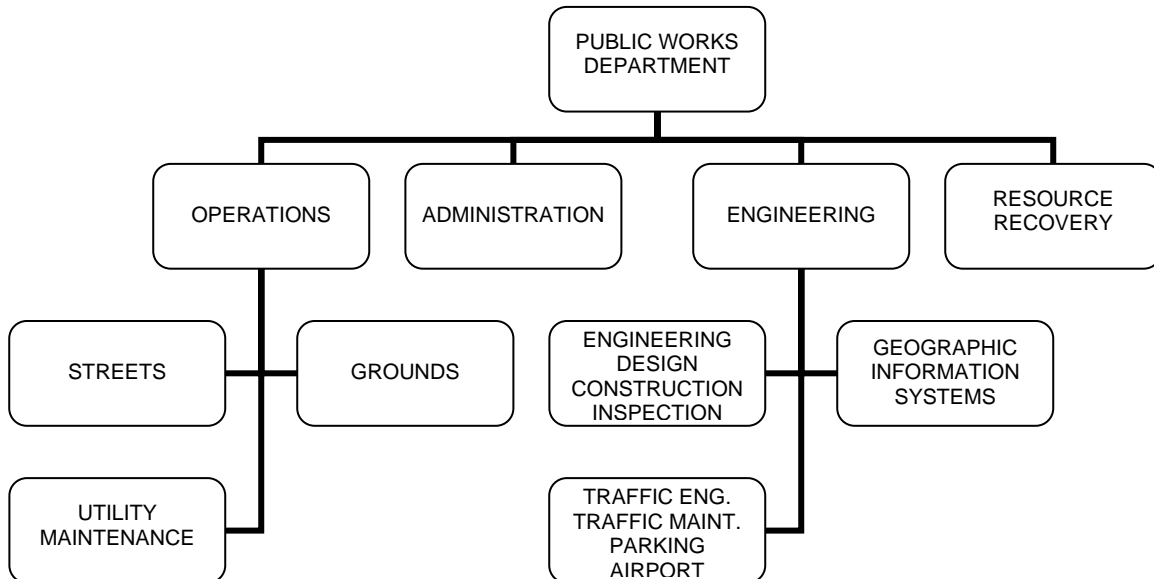 PUBLIC WORKS
DEPARTMENT
OPERATIONS
ADMINISTRATION
ENGINEERING
RESOURCE
RECOVERY
STREETS
GROUNDS
ENGINEERING
DESIGN
CONSTRUCTION
INSPECTION
GEOGRAPHIC
INFORMATION
SYSTEMS
UTILITY
MAINTENANCE
TRAFFIC ENG.
TRAFFIC MAINT.
PARKING
AIRPORT